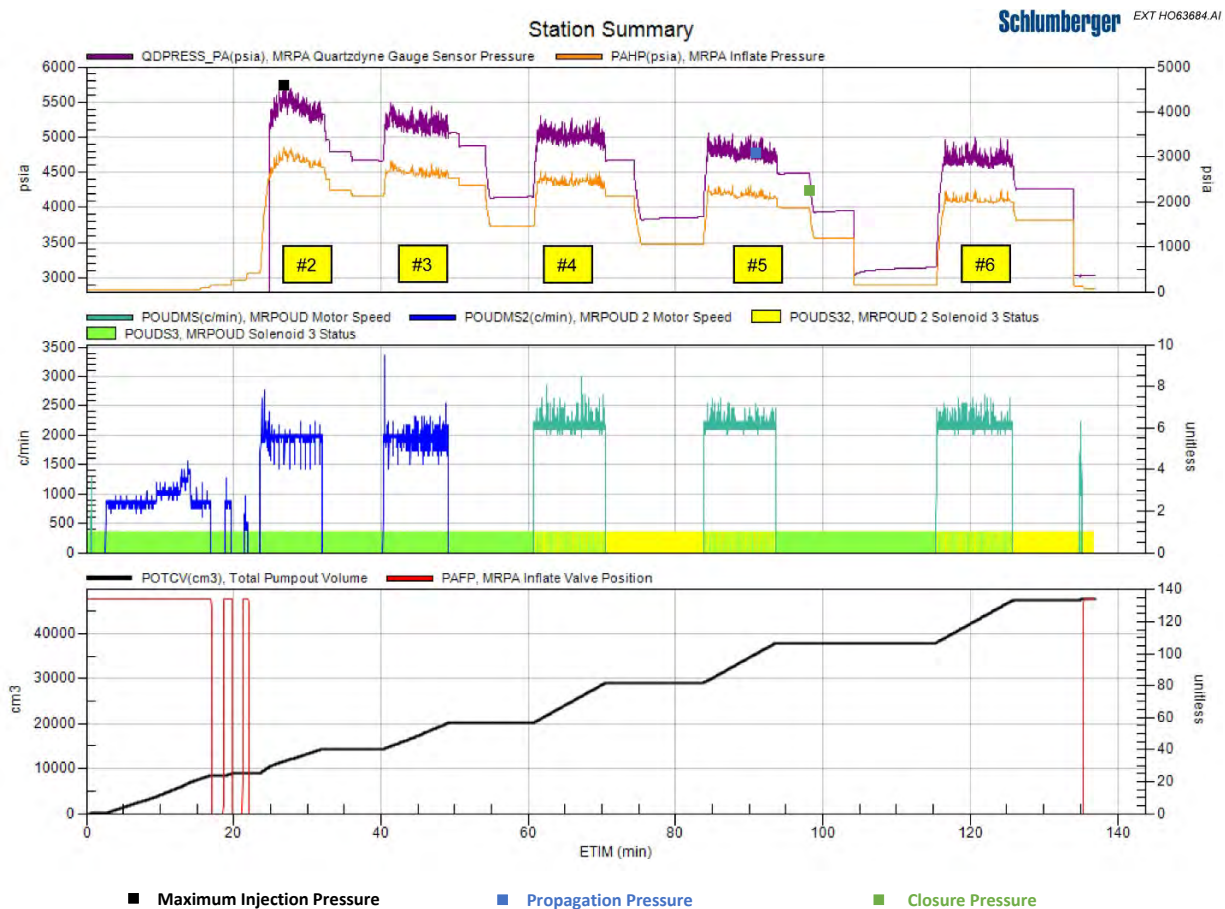 Schlumberger EXT HO63684.AI
Station Summary
QDPRESS_PA(psia), MRPA Quartzdyne Gauge Sensor Pressure PAHP(psia), MRPA Inflate Pressure
6000 5000
5500
5000 4000
4500 3000
4000 2000
3500 1000
3000 0
psia psia
#2 #3 #4 #5 #6
POUDMS(c/min), MRPOUD Motor Speed POUDMS2(c/min), MRPOUD 2 Motor Speed POUDS32, MRPOUD 2 Solenoid 3 Status
POUDS3, MRPOUD Solenoid 3 Status
3500 10
3000 8
2500
2000 6
1500 4
1000
500 2
0 0
c/min unitless
POTCV(cm3), Total Pumpout Volume PAFP, MRPA Inflate Valve Position
140
40000 120
100
30000 80
20000 60
40
10000 20
0 0
cm3 unitless
0 20 40 60 80 100 120 140
ETIM (min)
Maximum Injection Pressure Propagation Pressure Closure Pressure